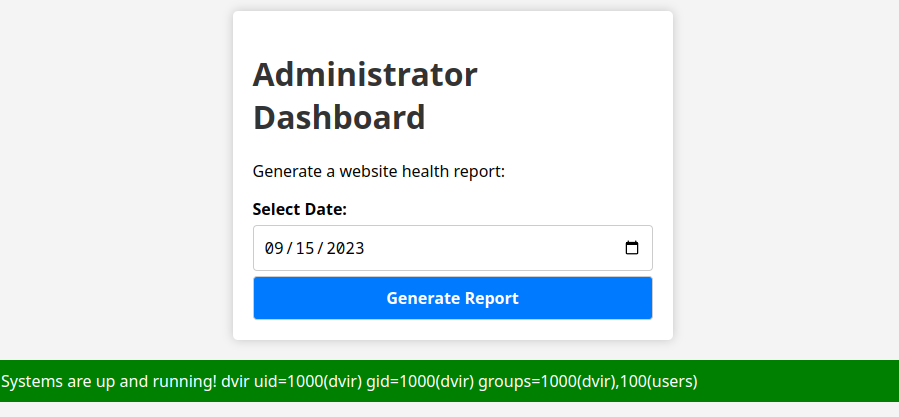 Administrator
Dashboard
Generate a website health report:
Select Date:
09/15/2023
Generate Report
Systems are up and running! dvir uid=1000(dvir) gid=1000(dvir) groups=1000(dvir),100(users)